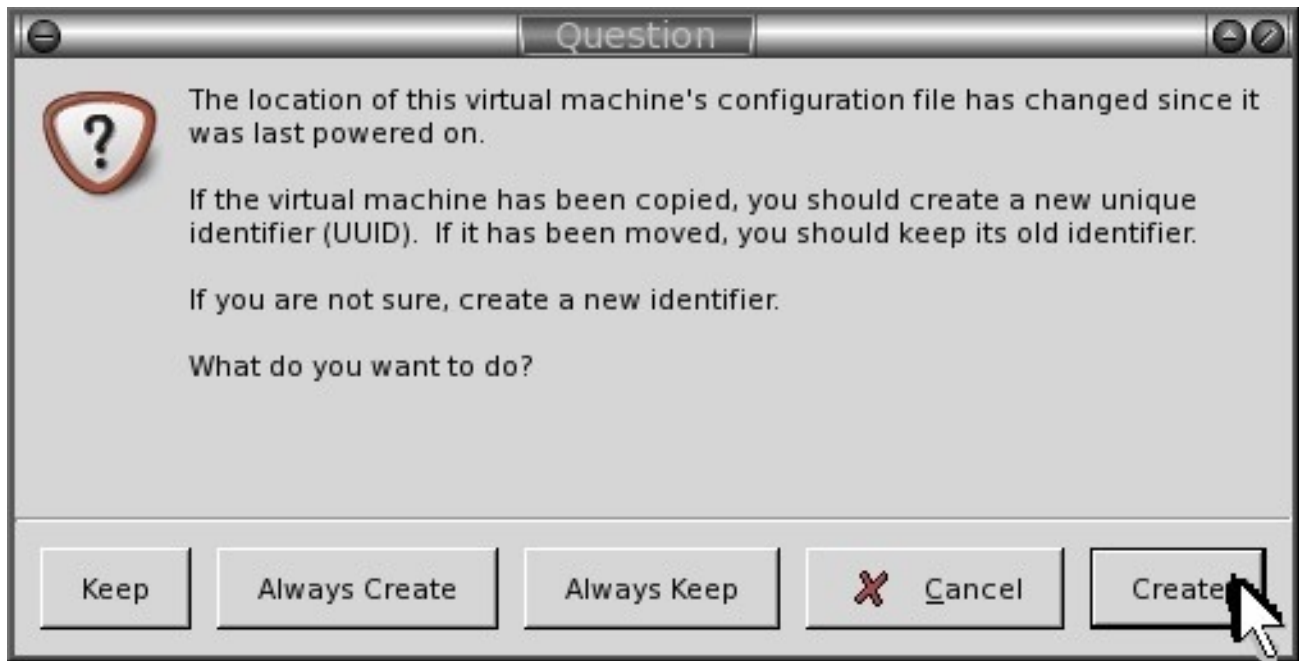 Question
The location of this virtual machine's configuration file has changed since it
was last powered on.
If the virtual machine has been copied, you should create a new unique
identifier (UUID).  If it has been moved, you should keep its old identifier.
If you are not sure, create a new identifier.
What do you want to do?
Keep
Always Create
Always Keep
Cancel
Create